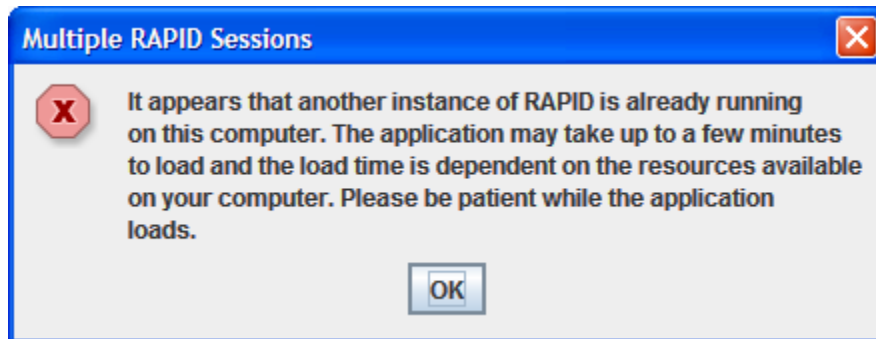 Multiple RAPID Sessions
It appears that another instance of RAPID is already running
on this computer. The application may take up to a few minutes
to load and the load time is dependent on the resources available
on your computer. Please be patient while the application
loads.
OK